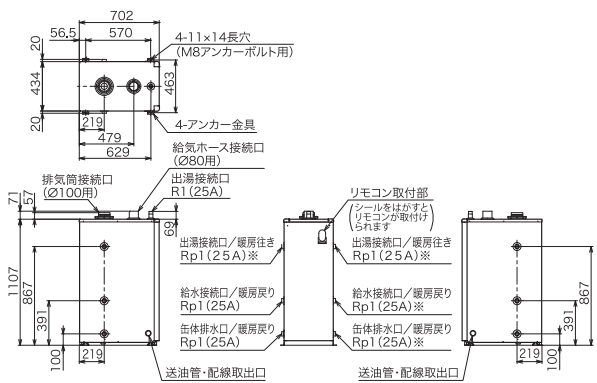 702
56.5
570
4-11×14長穴
(M8アンカーボルト用)
20
434
20
463
219
4-アンカー金具
479
629
給気ホース接続口
(Ø80用)
排気筒接続口
(Ø100用)
出湯接続口
R1(25A)
リモコン取付部
(シールをはがすと
リモコンが取付け
られます)
71
57
69
出湯接続口/暖房往き
Rp1(25A)※
出湯接続口/暖房往き
Rp1(25A)※
1107
867
391
100
給水接続口/暖房戻り
Rp1(25A)※
給水接続口/暖房戻り
Rp1(25A)※
867
391
100
缶体排水口/暖房戻り
Rp1(25A)
缶体排水口/暖房戻り
Rp1(25A)※
219
219
送油管・配線取出口
送油管・配線取出口